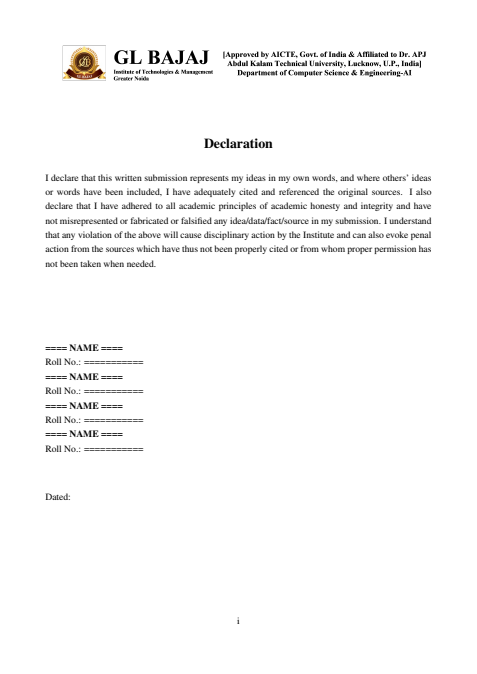 GL BAJAJ
Institute of Technologies & Management
Greater Noida
[Approved by AICTE, Govt. of India & Affiliated to Dr. APJ
Abdul Kalam Technical University, Lucknow, U.P., India]
Department of Computer Science & Engineering-AI
Declaration
I declare that this written submission represents my ideas in my own words, and where others' ideas
or words have been included, I have adequately cited and referenced the original sources. I also
declare that I have adhered to all academic principles of academic honesty and integrity and have
not misrepresented or fabricated or falsified any idea/data/fact/source in my submission. I understand
that any violation of the above will cause disciplinary action by the Institute and can also evoke penal
action from the sources which have thus not been properly cited or from whom proper permission has
not been taken when needed.
==== NAME ====
Roll No.: ===========
==== NAME ====
Roll No.: ===========
==== NAME ====
Roll No.: ===========
==== NAME ====
Roll No.: ===========
Dated:
i